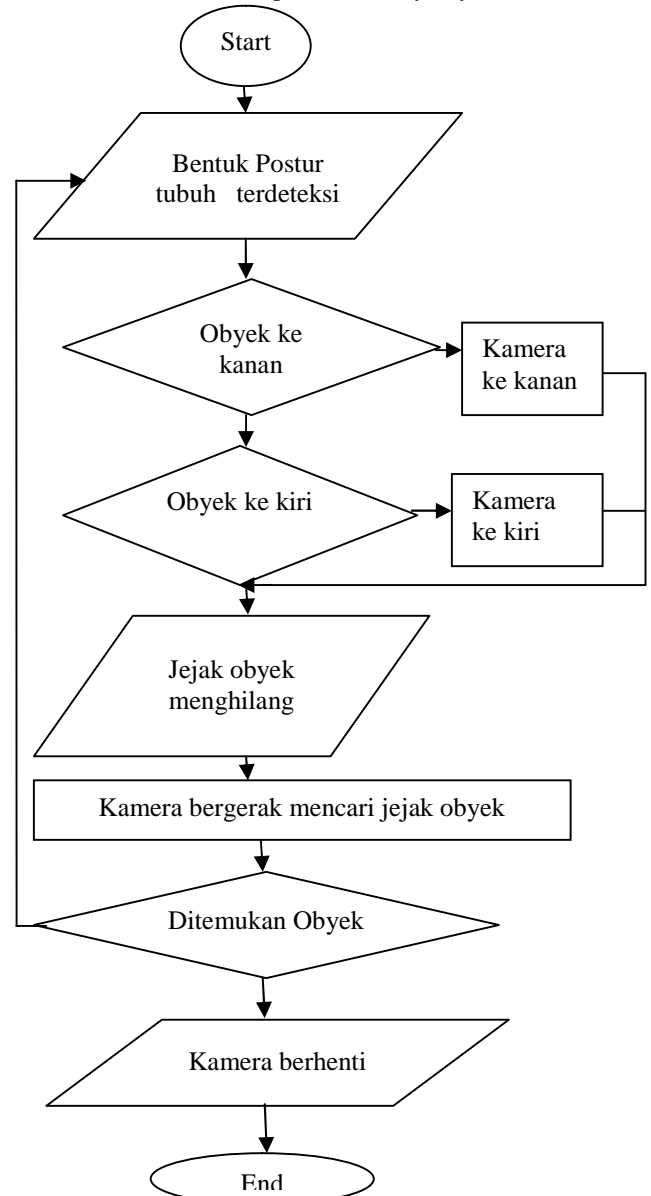 Start
Bentuk Postur
tubuh terdeteksi
Obyek ke
kanan
Kamera
ke kanan
Obyek ke kiri
Kamera
ke kiri
Jejak obyek
menghilang
Kamera bergerak mencari jejak obyek
Ditemukan Obyek
Kamera berhenti
End